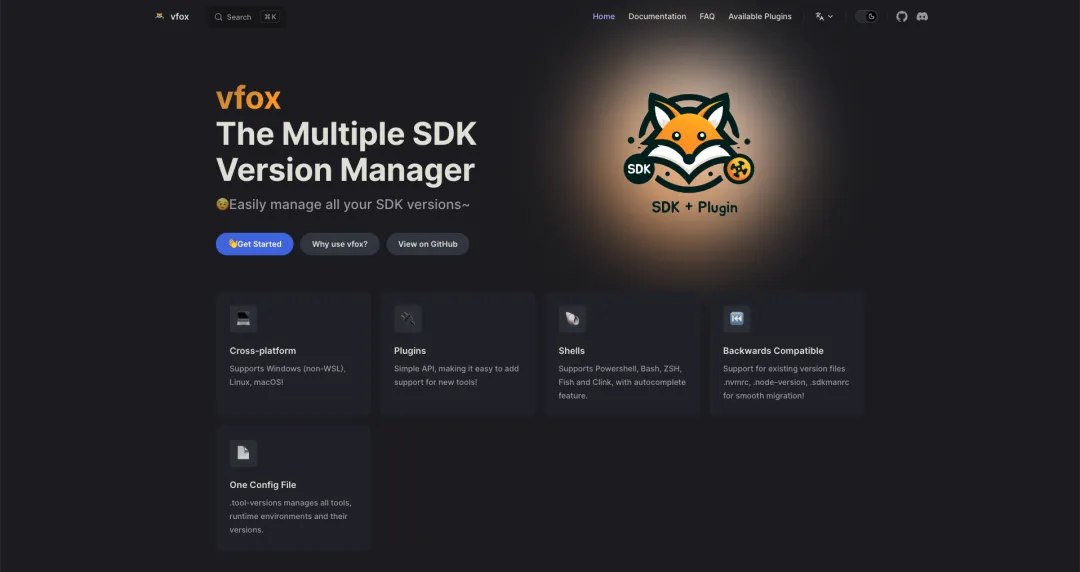 vfox
Search
⌘K
Home
Documentation
FAQ
Available Plugins
vfox
The Multiple SDK
Version Manager
Easily manage all your SDK versions~
Get Started
Why use vfox?
View on GitHub
SDK
SDK + Plugin
Cross-platform
Supports Windows (non-WSL),
Linux, macOS!
Plugins
Simple API, making it easy to add
support for new tools!
Shells
Supports Powershell, Bash, ZSH,
Fish and Clink, with autocomplete
feature.
Backwards Compatible
Support for existing version files
.nvmrc, .node-version, .sdkmanrc
for smooth migration!
One Config File
.tool-versions manages all tools,
runtime environments and their
versions.